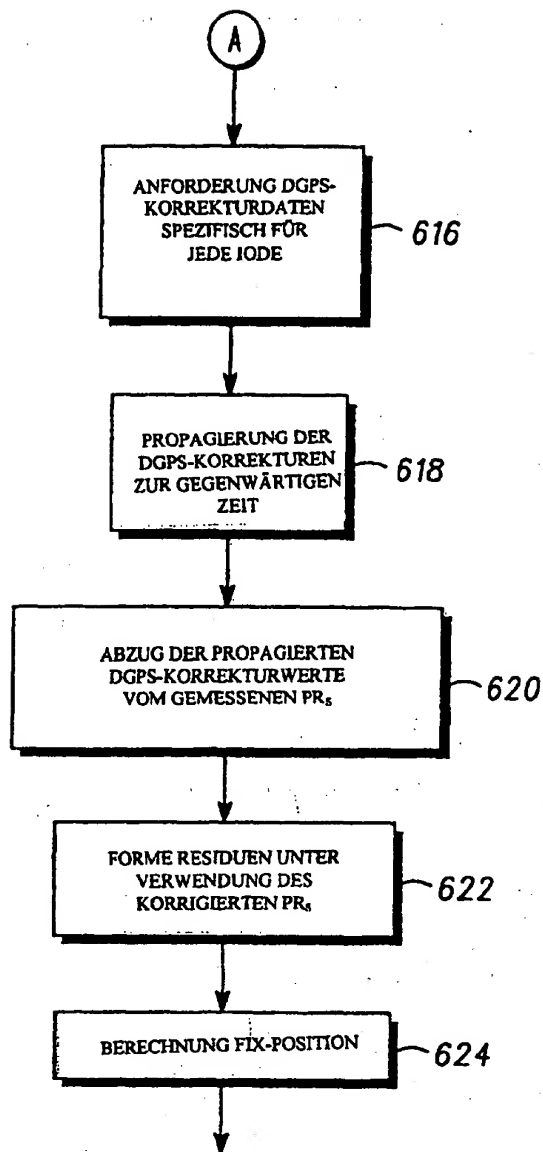 A
ANFORDERUNG DGPS-
KORREKTURDATEN
SPEZIFISCH FÜR
JEDE IODE
616
PROPAGIERUNG DER
DGPS-KORREKTUREN
ZUR GEGENWÄRTIGEN
ZEIT
618
ABZUG DER PROPAGIERTEN
DGPS-KORREKTURWERTE
VOM GEMESSENEN PRₛ
620
FORME RESIDUEN UNTER
VERWENDUNG DES
KORRIGIERTEN PRₛ
622
BERECHNUNG FIX-POSITION
624